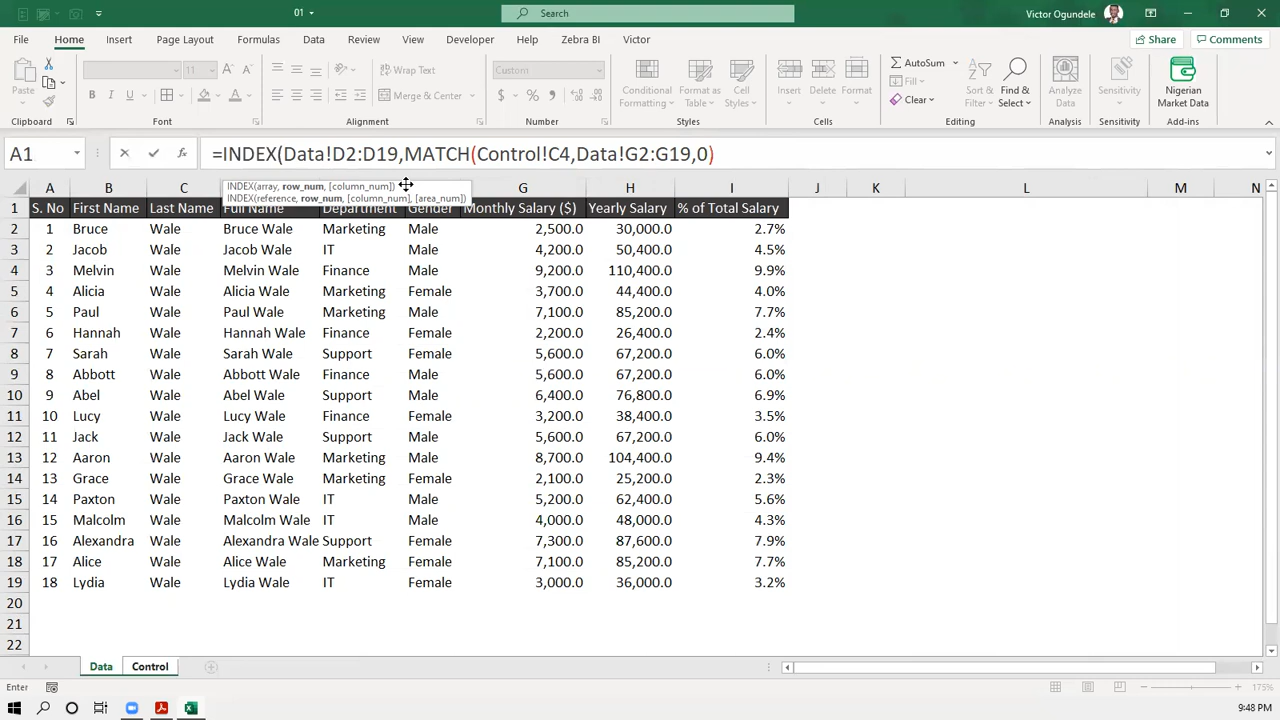 01
Search
Victor Ogundele
File Home Insert Page Layout Formulas Data Review View Developer Help Zebra BI Victor Share Comments
Paste
11
Wrap Text
Custom
Conditional Formatting
Format as Table
Cell Styles
Insert Delete Format
AutoSum
Fill
Clear
Sort & Filter
Find & Select
Analyze Data
Sensitivity
Nigerian Market Data
B I U
Merge & Center
$ % ,
Clipboard Font Alignment Number Styles Cells Editing Analysis Sensitivity Add-ins
A1 fx =INDEX(Data!D2:D19,MATCH(Control!C4,Data!G2:G19,0)
INDEX(array, row_num, [column_num])
INDEX(reference, row_num, [column_num], [area_num])
A B C G H I J K L M N
1 S. No First Name Last Name Full Name Department Gender Monthly Salary ($) Yearly Salary % of Total Salary
2 1 Bruce Wale Bruce Wale Marketing Male 2,500.0 30,000.0 2.7%
3 2 Jacob Wale Jacob Wale IT Male 4,200.0 50,400.0 4.5%
4 3 Melvin Wale Melvin Wale Finance Male 9,200.0 110,400.0 9.9%
5 4 Alicia Wale Alicia Wale Marketing Female 3,700.0 44,400.0 4.0%
6 5 Paul Wale Paul Wale Marketing Male 7,100.0 85,200.0 7.7%
7 6 Hannah Wale Hannah Wale Finance Female 2,200.0 26,400.0 2.4%
8 7 Sarah Wale Sarah Wale Support Female 5,600.0 67,200.0 6.0%
9 8 Abbott Wale Abbott Wale Finance Male 5,600.0 67,200.0 6.0%
10 9 Abel Wale Abel Wale Support Male 6,400.0 76,800.0 6.9%
11 10 Lucy Wale Lucy Wale Finance Female 3,200.0 38,400.0 3.5%
12 11 Jack Wale Jack Wale Support Male 5,600.0 67,200.0 6.0%
13 12 Aaron Wale Aaron Wale Marketing Male 8,700.0 104,400.0 9.4%
14 13 Grace Wale Grace Wale Marketing Female 2,100.0 25,200.0 2.3%
15 14 Paxton Wale Paxton Wale IT Male 5,200.0 62,400.0 5.6%
16 15 Malcolm Wale Malcolm Wale IT Male 4,000.0 48,000.0 4.3%
17 16 Alexandra Wale Alexandra Wale Support Female 7,300.0 87,600.0 7.9%
18 17 Alice Wale Alice Wale Marketing Female 7,100.0 85,200.0 7.7%
19 18 Lydia Wale Lydia Wale IT Female 3,000.0 36,000.0 3.2%
20
21
22
Data Control
Enter 175%
9:48 PM